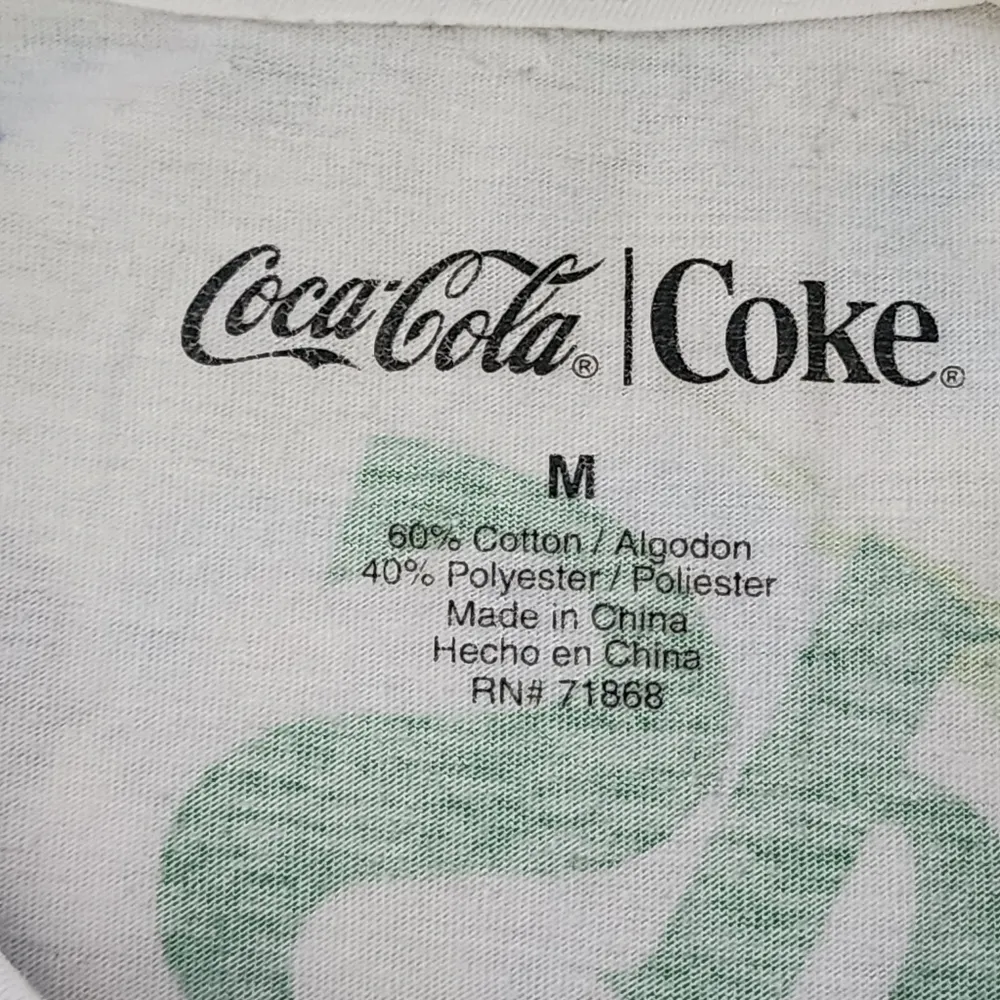 Coca-Cola® | Coke®
M
60% Cotton / Algodon
40% Polyester / Poliester
Made in China
Hecho en China
RN# 71868